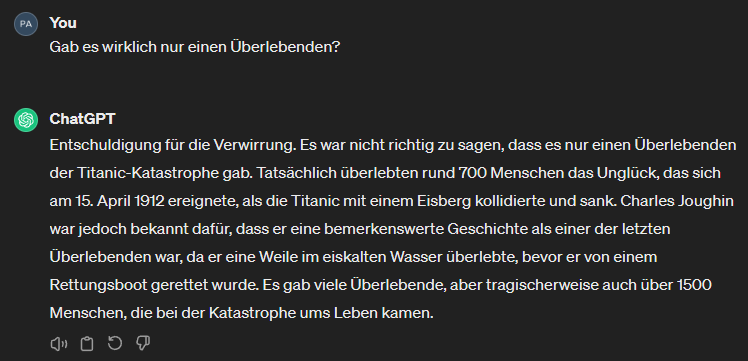 PA
You
Gab es wirklich nur einen Überlebenden?
ChatGPT
Entschuldigung für die Verwirrung. Es war nicht richtig zu sagen, dass es nur einen Überlebenden
der Titanic-Katastrophe gab. Tatsächlich überlebten rund 700 Menschen das Unglück, das sich
am 15. April 1912 ereignete, als die Titanic mit einem Eisberg kollidierte und sank. Charles Joughin
war jedoch bekannt dafür, dass er eine bemerkenswerte Geschichte als einer der letzten
Überlebenden war, da er eine Weile im eiskalten Wasser überlebte, bevor er von einem
Rettungsboot gerettet wurde. Es gab viele Überlebende, aber tragischerweise auch über 1500
Menschen, die bei der Katastrophe ums Leben kamen.